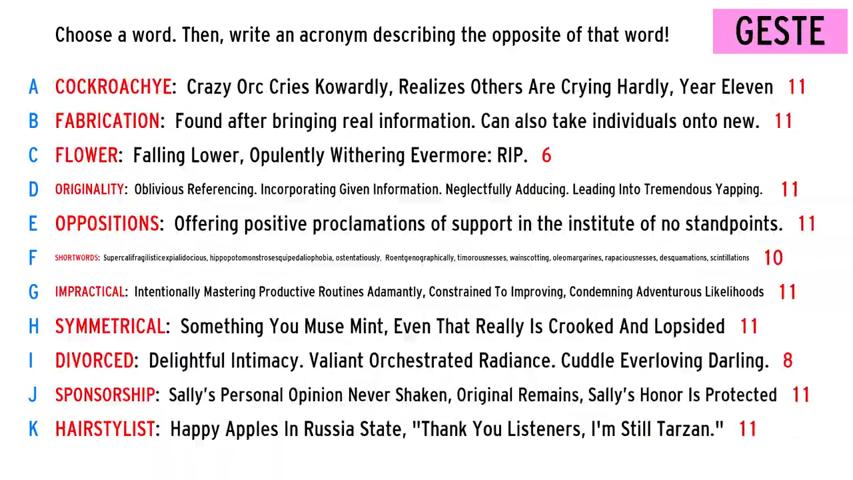 Choose a word. Then, write an acronym describing the opposite of that word!
GESTE
A COCKROACHYE: Crazy Orc Cries Kowardly, Realizes Others Are Crying Hardly, Year Eleven 11
B FABRICATION: Found after bringing real information. Can also take individuals onto new. 11
C FLOWER: Falling Lower, Opulently Withering Evermore: RIP. 6
D ORIGINALITY: Oblivious Referencing. Incorporating Given Information. Neglectfully Adducing. Leading Into Tremendous Yapping. 11
E OPPOSITIONS: Offering positive proclamations of support in the institute of no standpoints. 11
F SHORTWORDS: Supercalifragilisticexpialidocious, hippopotomonstrosesquipedaliophobia, ostentatiously, Roentgenographically, timorousnesses, wainscotting, oleomargarines, rapaciousnesses, desquamations, scintillations 10
G IMPRACTICAL: Intentionally Mastering Productive Routines Adamantly, Constrained To Improving, Condemning Adventurous Likelihoods 11
H SYMMETRICAL: Something You Muse Mint, Even That Really Is Crooked And Lopsided 11
I DIVORCED: Delightful Intimacy. Valiant Orchestrated Radiance. Cuddle Everloving Darling. 8
J SPONSORSHIP: Sally's Personal Opinion Never Shaken, Original Remains, Sally's Honor Is Protected 11
K HAIRSTYLIST: Happy Apples In Russia State, "Thank You Listeners, I'm Still Tarzan." 11